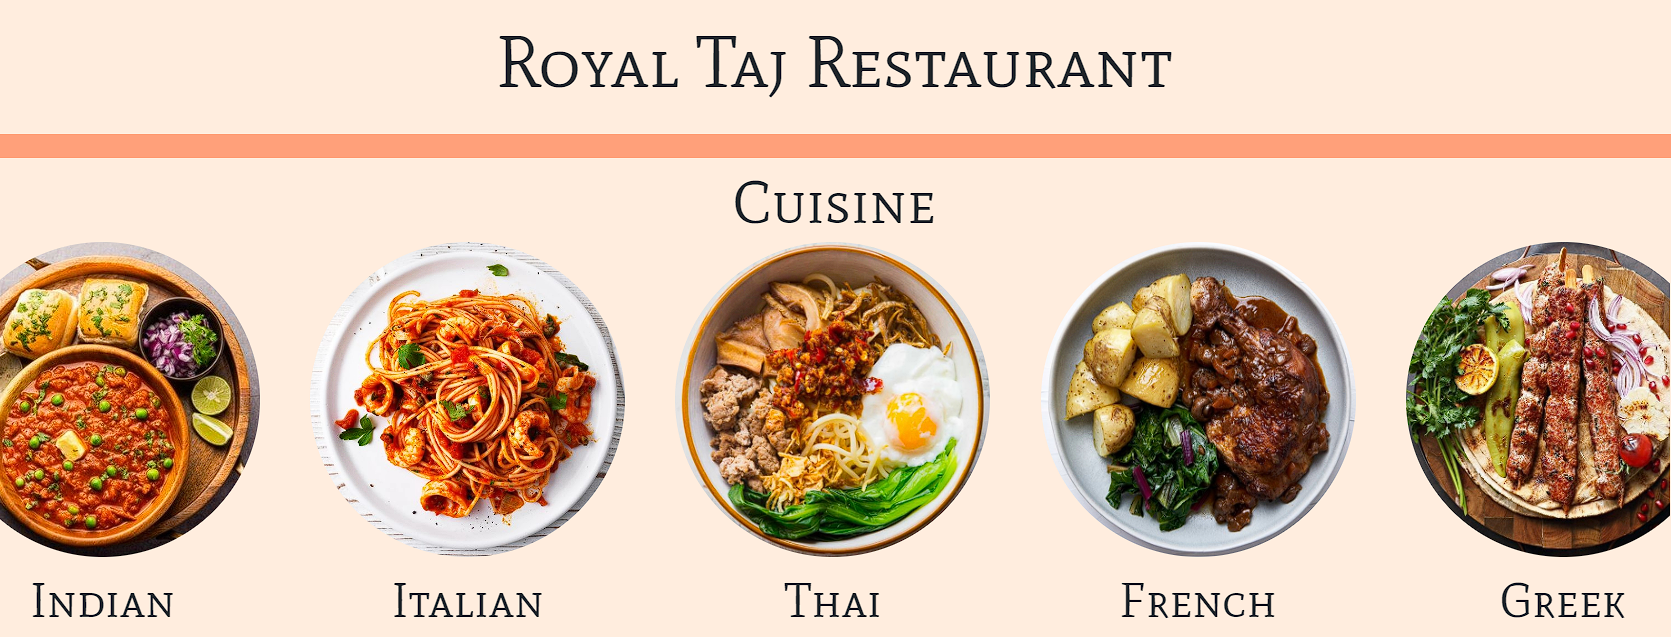 Royal Taj Restaurant
Cuisine
Indian
Italian
Thai
French
Greek